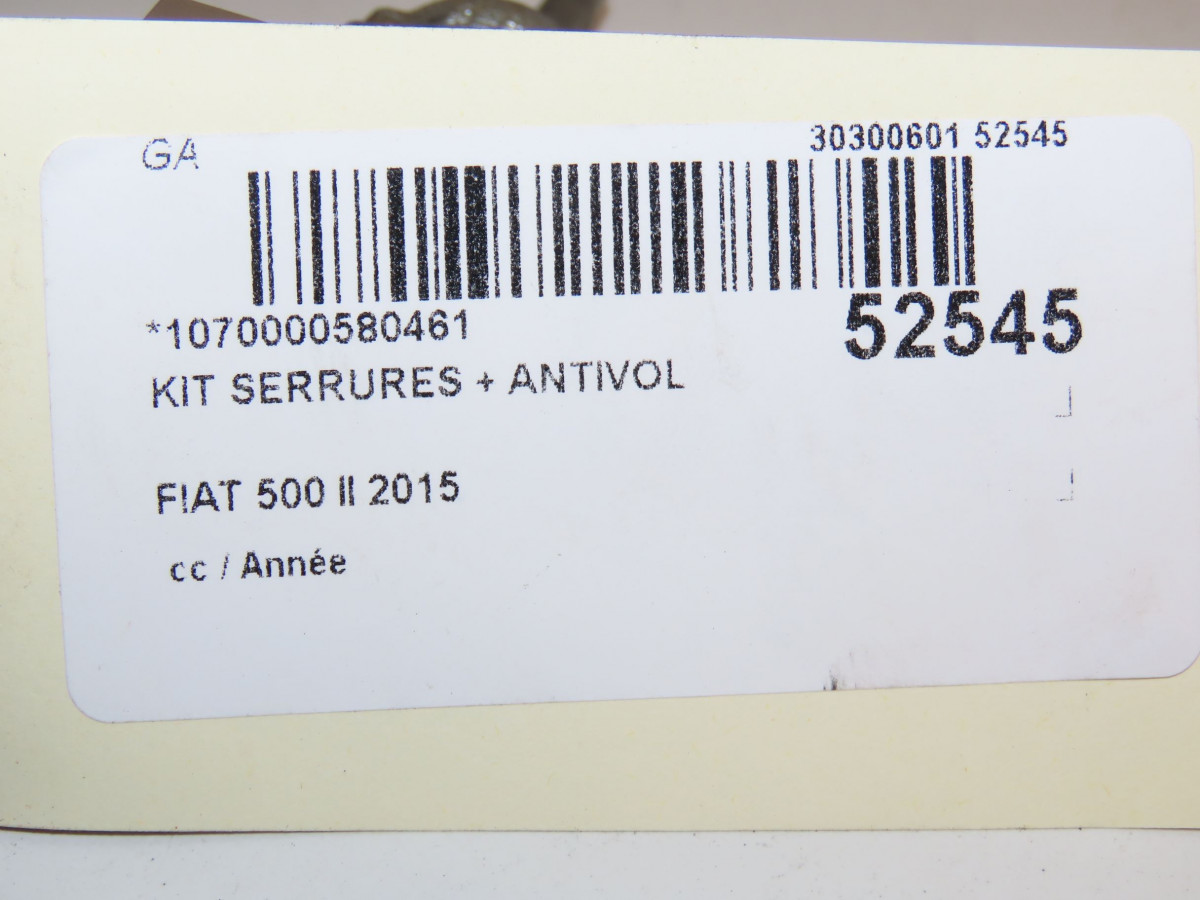 GA
30300601 52545
*1070000580461
52545
KIT SERRURES + ANTIVOL
FIAT 500 II 2015
cc / Année